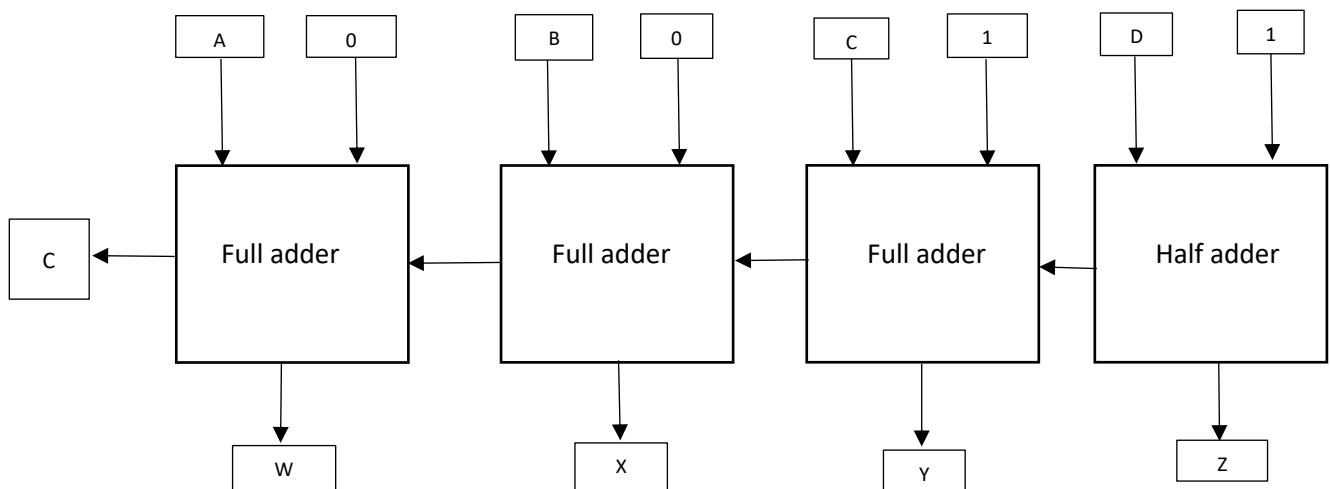 A 0 B 0 C 1 D 1
C Full adder Full adder Full adder Half adder
W X Y Z